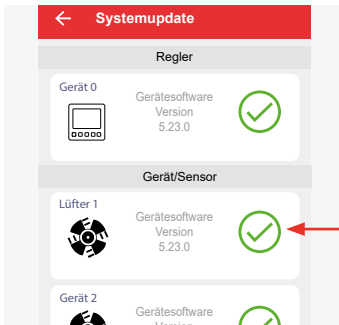 Systemupdate
Regler
Gerät 0
Gerätesoftware
Version
5.23.0
Gerät/Sensor
Lüfter 1
Gerätesoftware
Version
5.23.0
Gerät 2
Gerätesoftware
Version